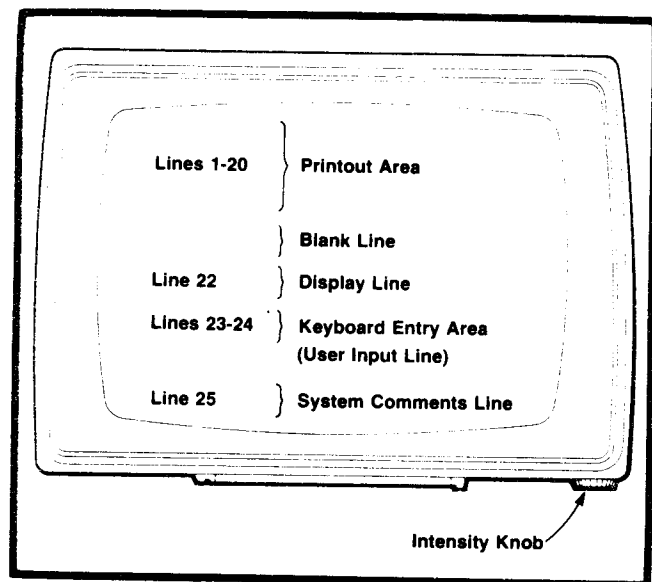 Lines 1-20 Printout Area
Blank Line
Line 22 Display Line
Lines 23-24 Keyboard Entry Area
(User Input Line)
Line 25 System Comments Line
Intensity Knob